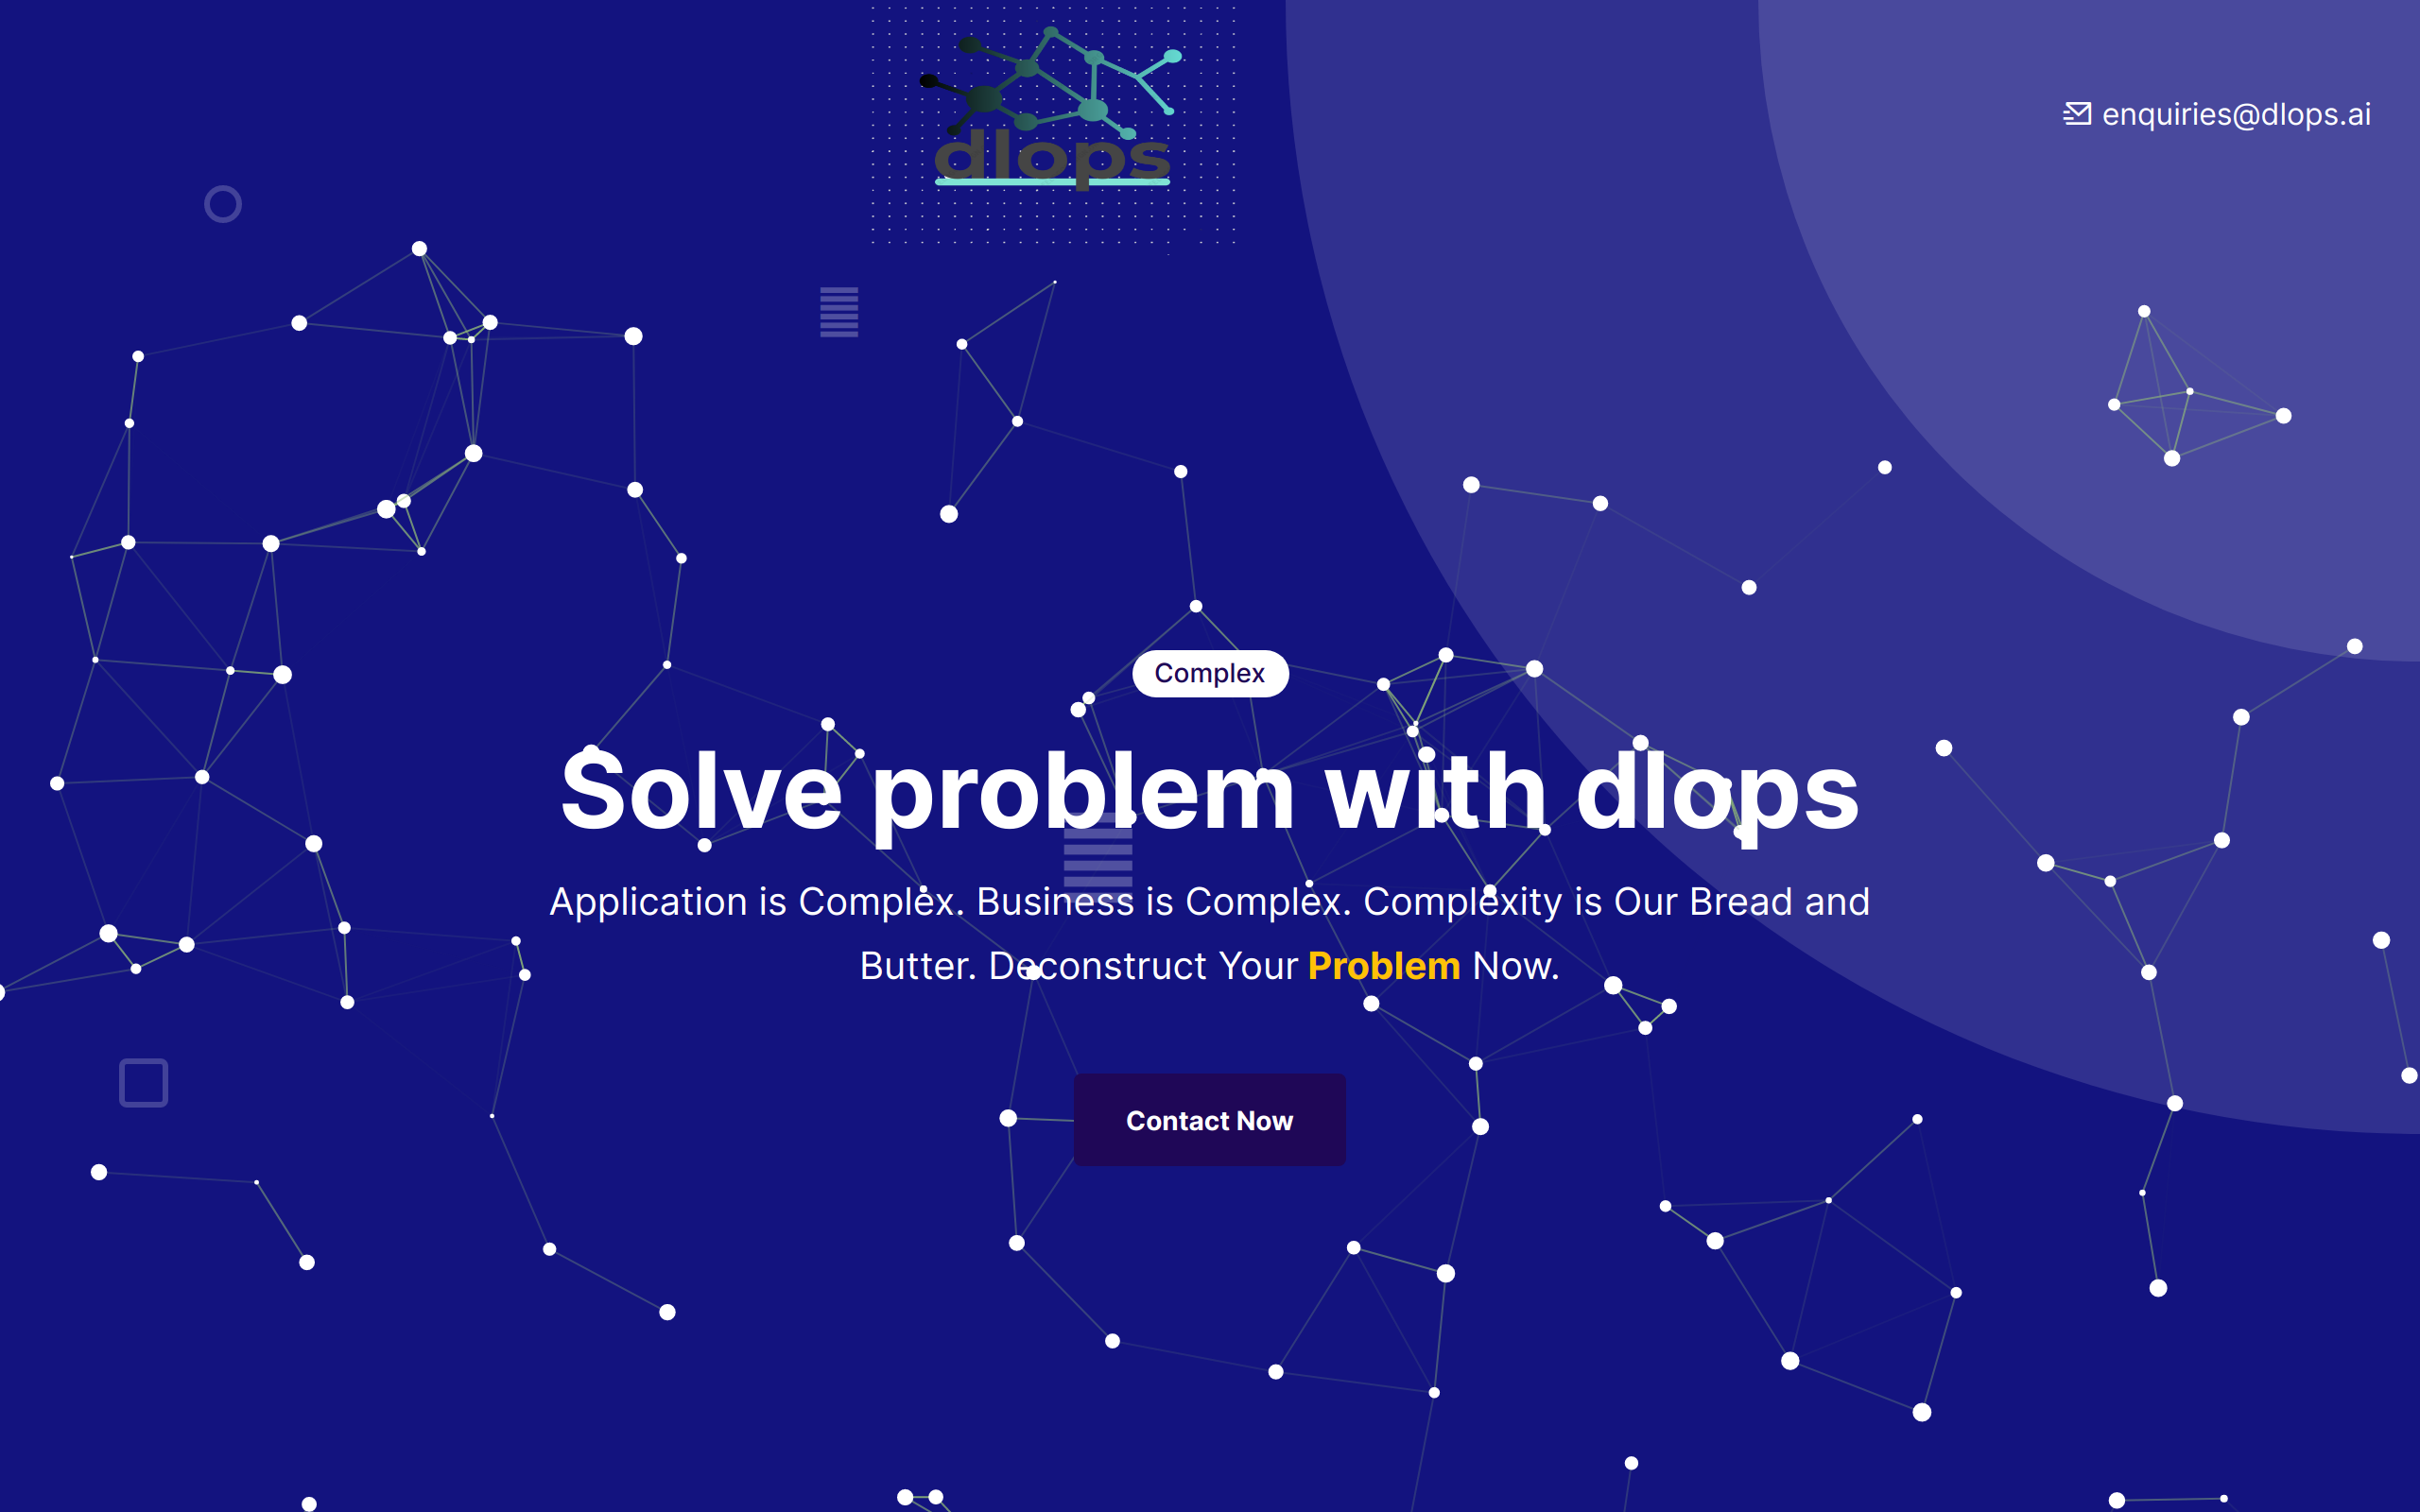 dlops
enquiries@dlops.ai
Complex
Solve problem with dlops
Application is Complex. Business is Complex. Complexity is Our Bread and
Butter. Deconstruct Your Problem Now.
Contact Now